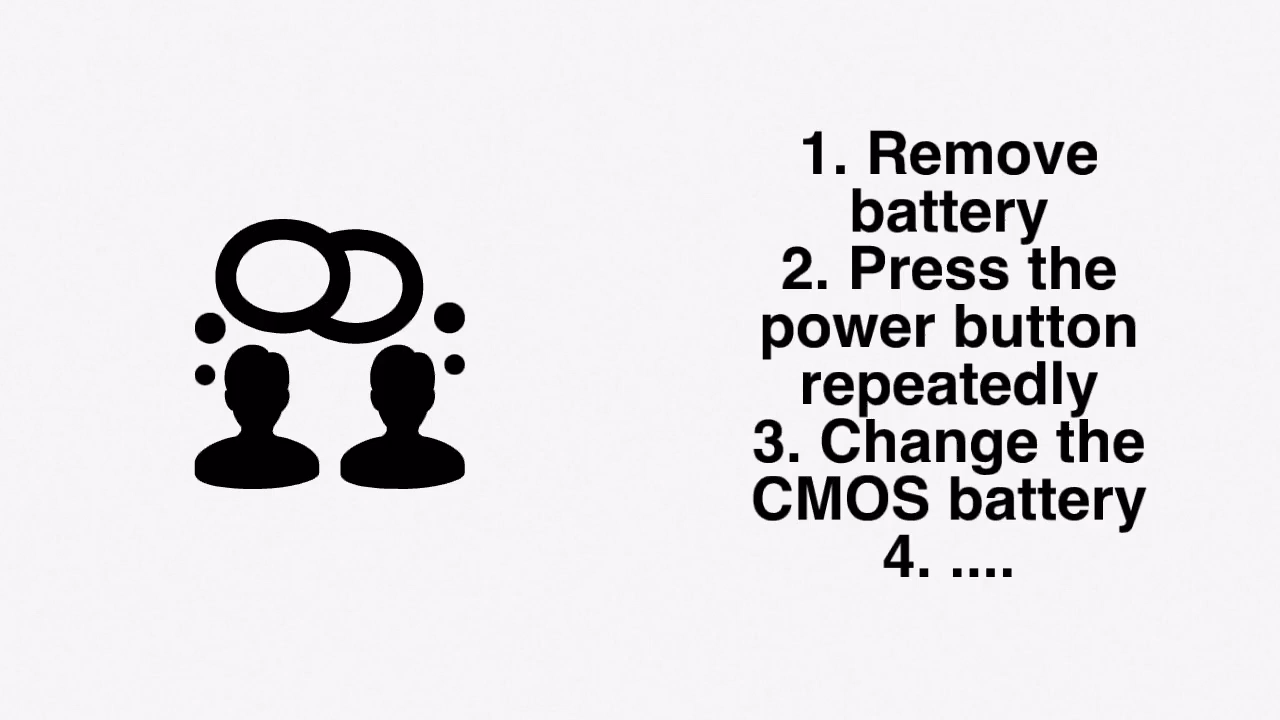 1. Remove
battery
2. Press the
power button
repeatedly
3. Change the
CMOS battery
4. ....